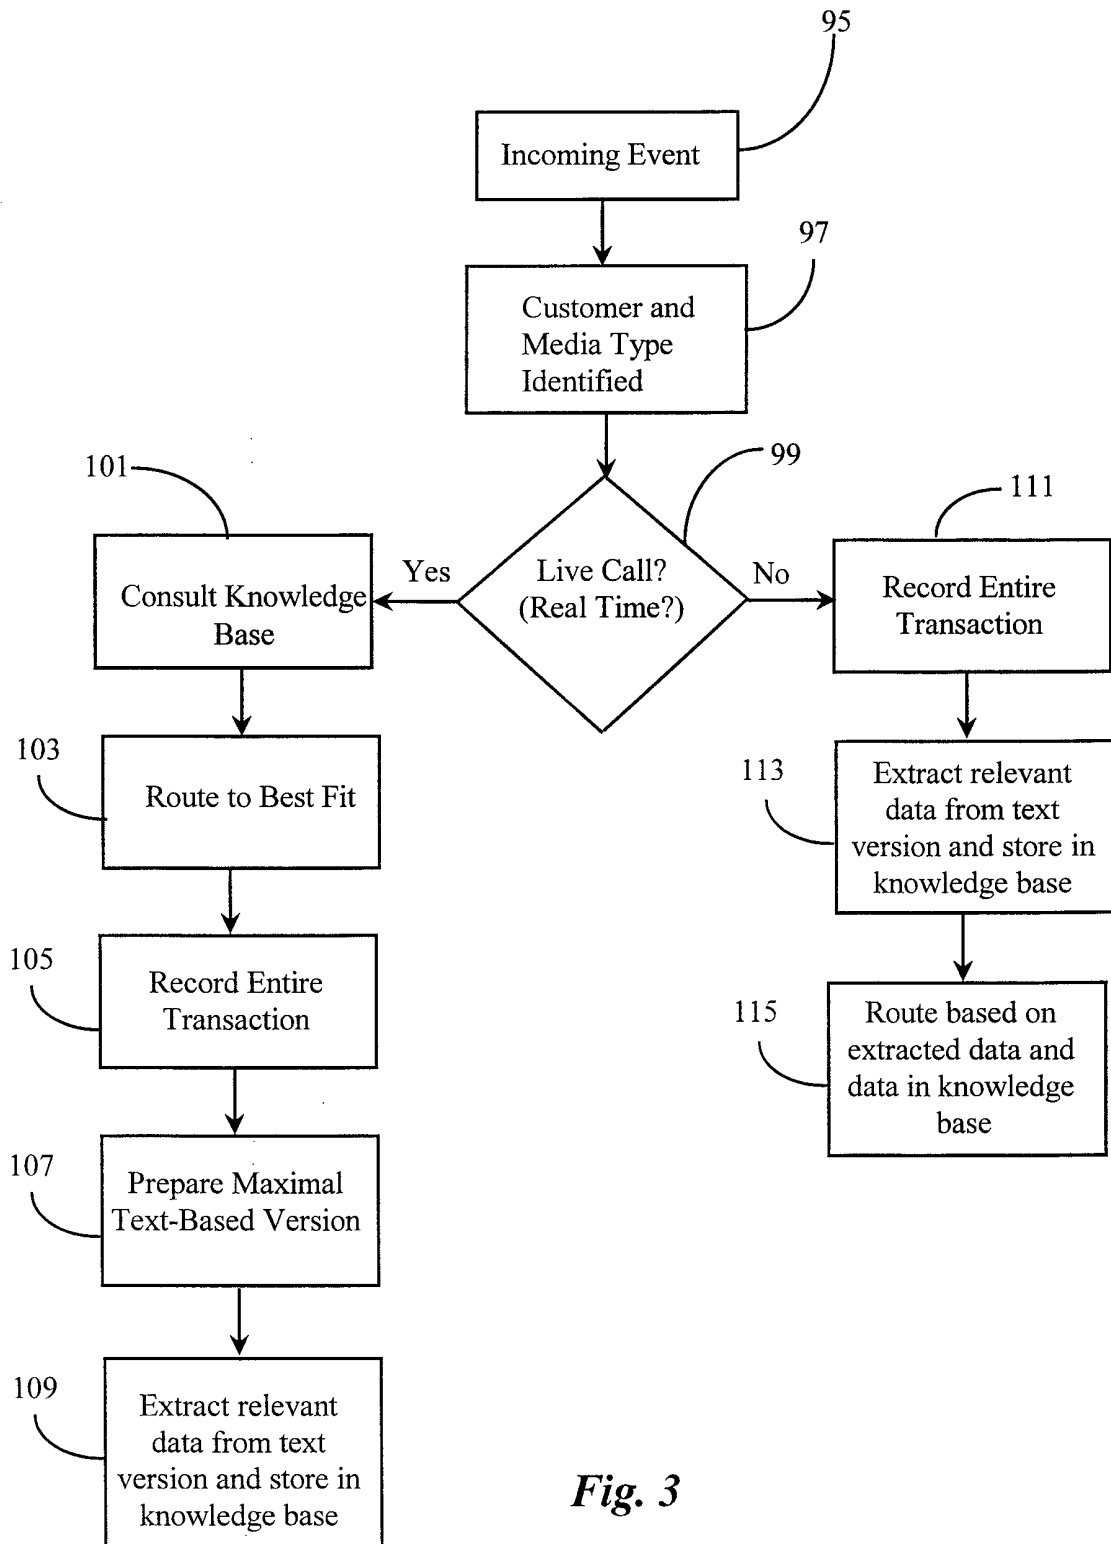 95
Incoming Event
97
Customer and
Media Type
Identified
99
Live Call?
(Real Time?)
Yes
No
101
Consult Knowledge
Base
103
Route to Best Fit
105
Record Entire
Transaction
107
Prepare Maximal
Text-Based Version
109
Extract relevant
data from text
version and store in
knowledge base
111
Record Entire
Transaction
113
Extract relevant
data from text
version and store in
knowledge base
115
Route based on
extracted data and
data in knowledge
base
Fig. 3